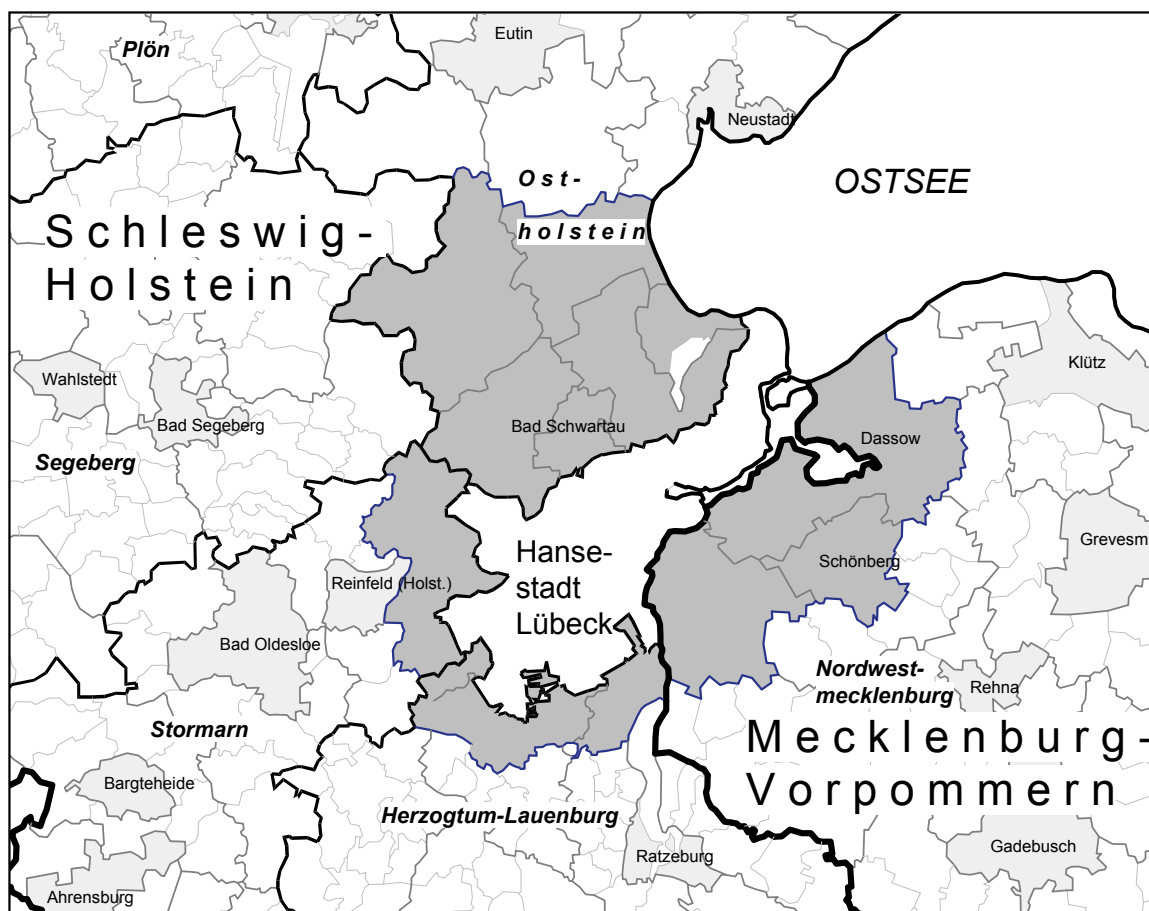 Eutin
Plön
Neustadt
Ost-
holstein
OSTSEE
Schleswig-
Holstein
Klütz
Wahlstedt
Bad Segeberg
Bad Schwartau
Dassow
Segeberg
Hanse-
stadt
Lübeck
Grevesm
Schönberg
Reinfeld (Holst.)
Bad Oldesloe
Nordwest-
mecklenburg
Rehna
Stormarn
Mecklenburg-
Vorpommern
Bargteheide
Herzogtum-Lauenburg
Ratzeburg
Gadebusch
Ahrensburg